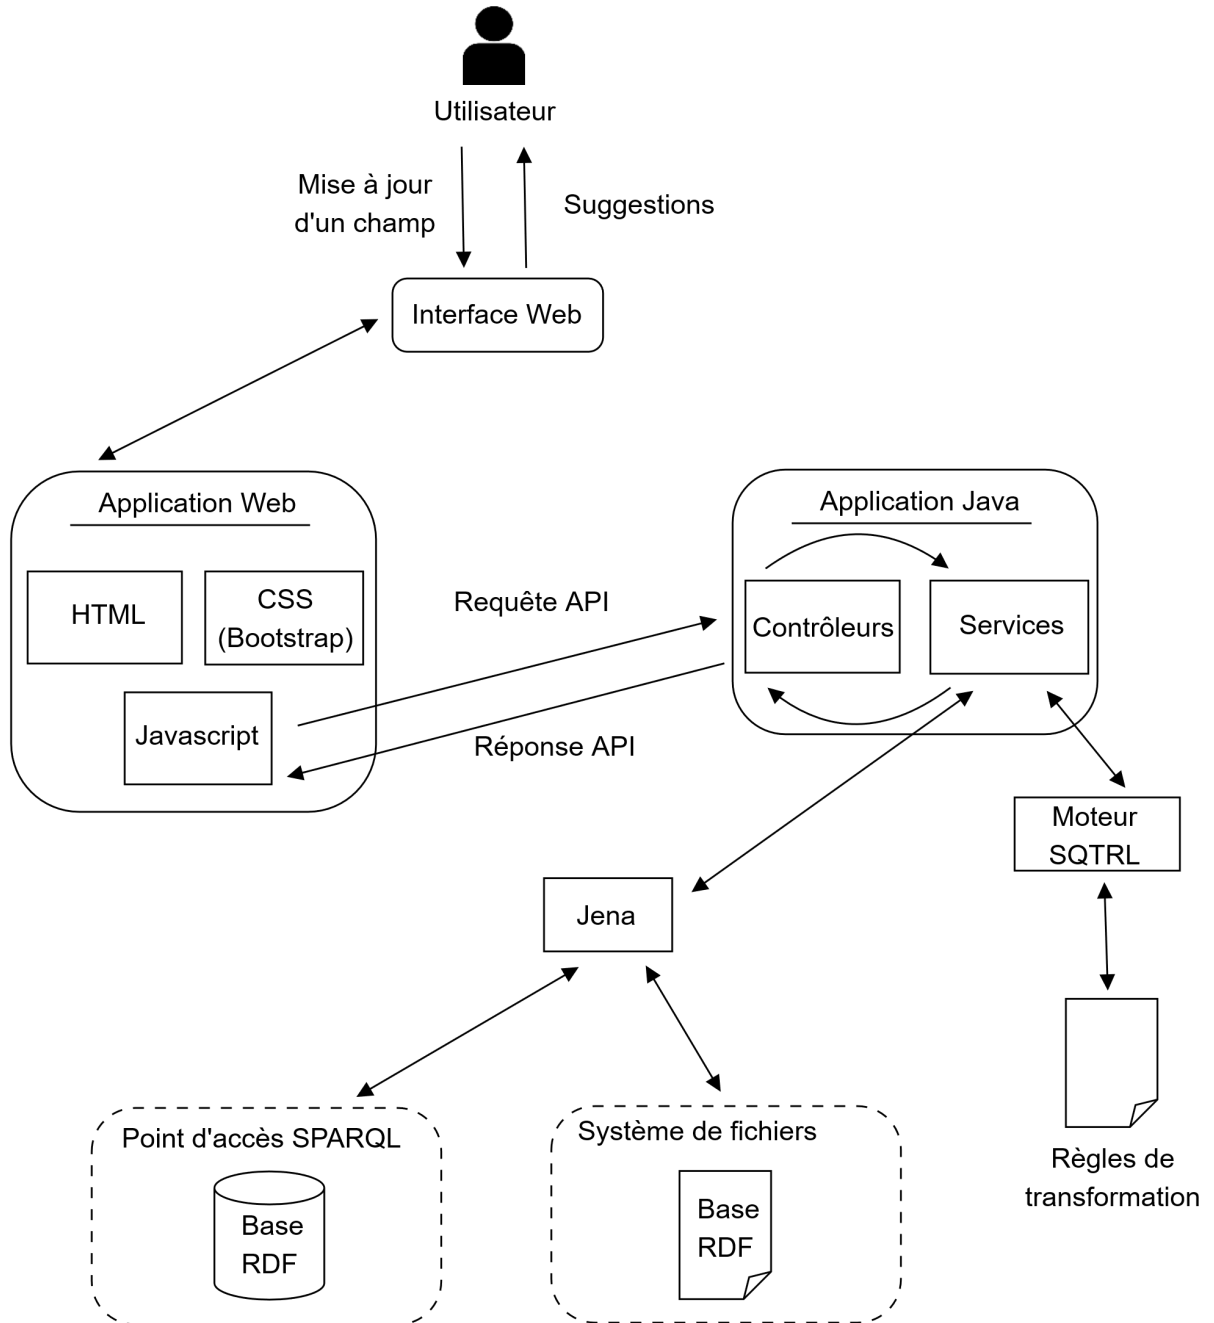 Utilisateur
Mise à jour
d'un champ
Suggestions
Interface Web
Application Web
HTML
CSS
(Bootstrap)
Javascript
Requête API
Réponse API
Application Java
Contrôleurs
Services
Moteur
SQTRL
Jena
Règles de
transformation
Point d'accès SPARQL
Base
RDF
Système de fichiers
Base
RDF